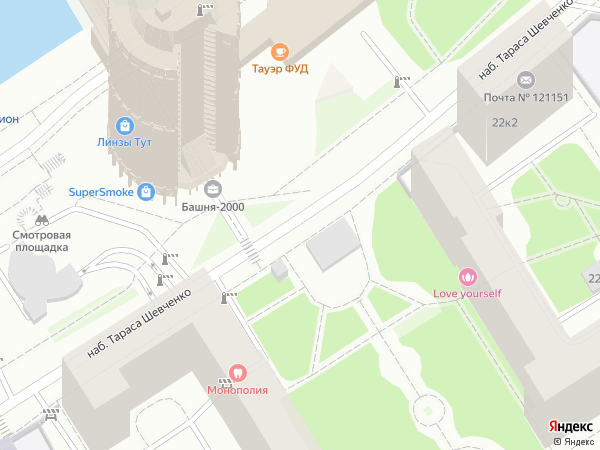 наб. Тараса Шевченко
Тауэр ФУД
Почта № 121151
22к2
ион
Линзы Тут
SuperSmoke
Башня-2000
Смотровая
площадка
22
Love yourself
наб. Тараса Шевченко
Монополия
Яндекс
© Яндекс